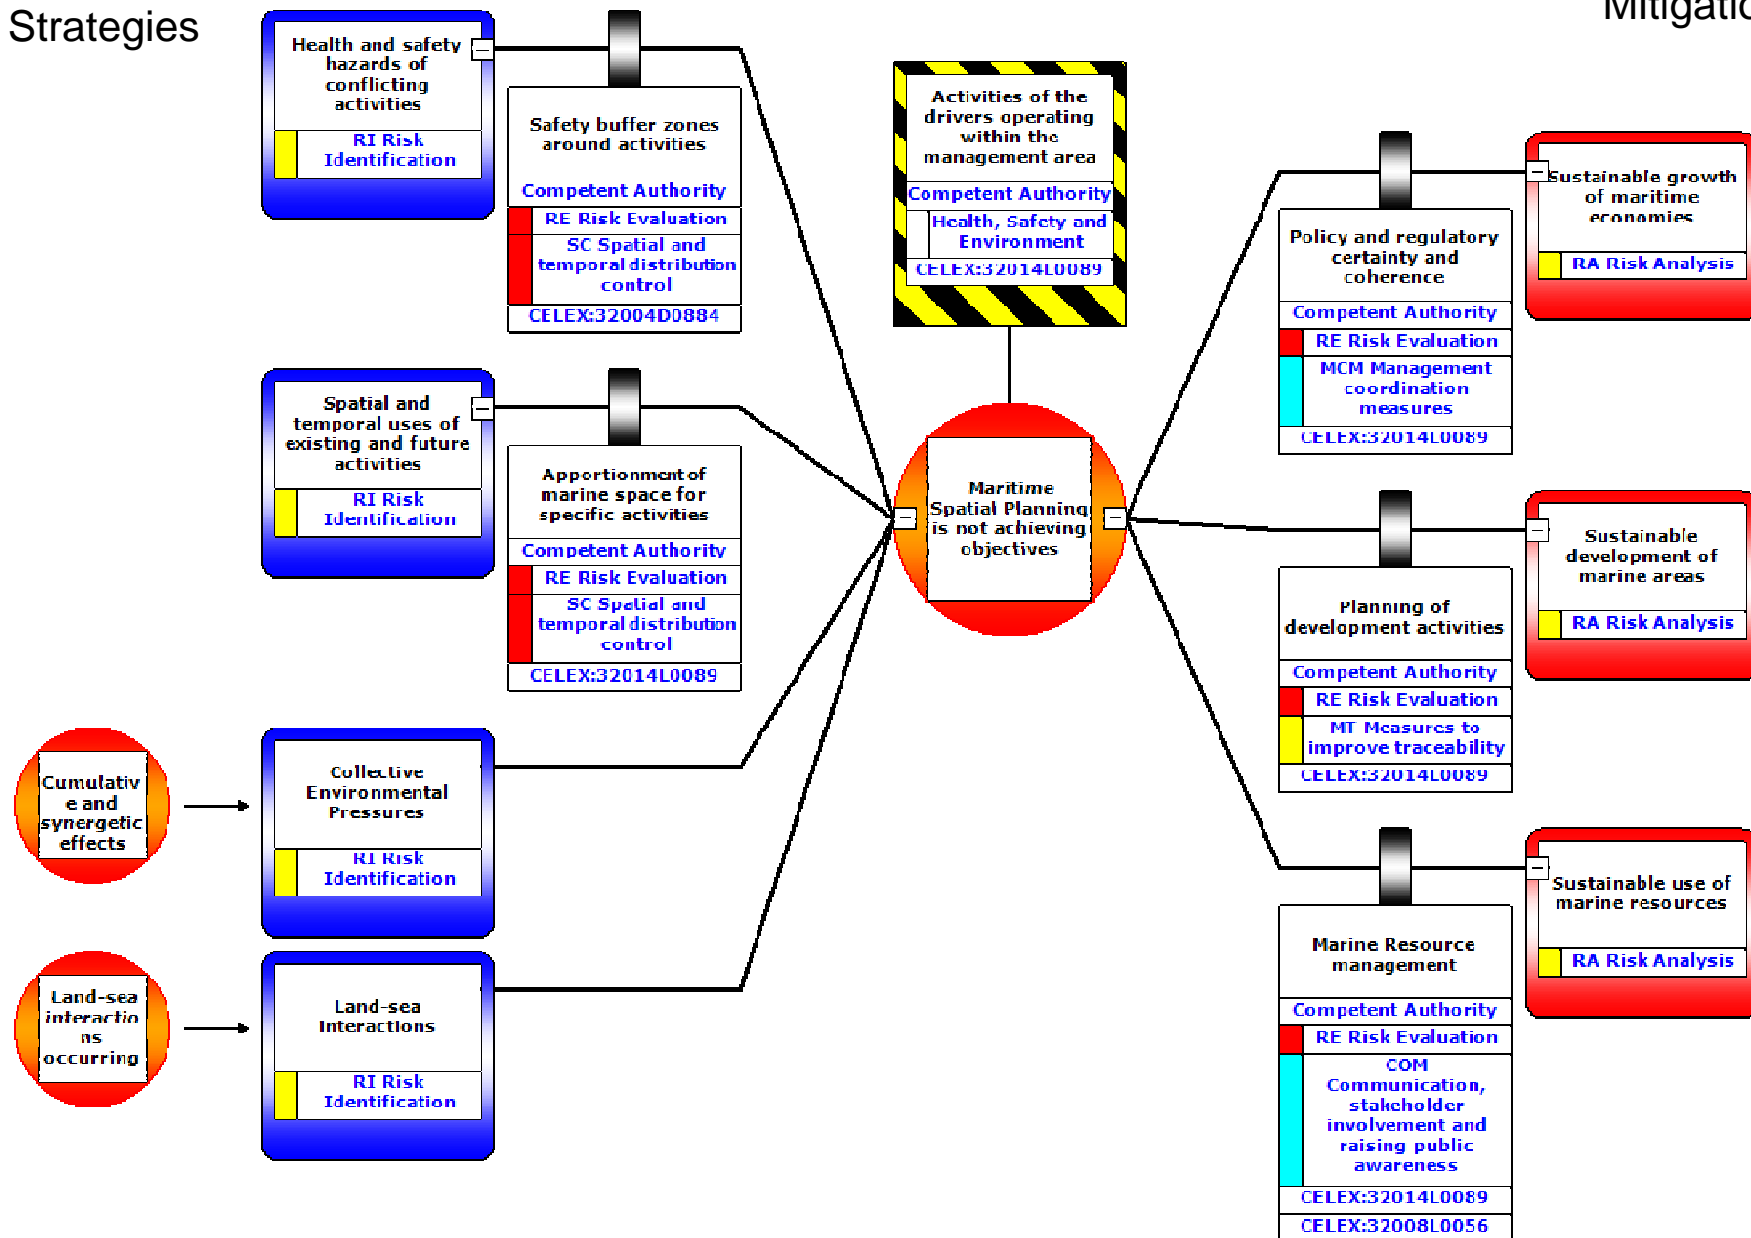 Strategies
Mitigatio
Health and safety
hazards of
conflicting
activities
RI Risk
Identification
Safety buffer zones
around activities
Competent Authority
RE Risk Evaluation
SC Spatial and
temporal distribution
control
CELEX:32004D0884
Spatial and
temporal uses of
existing and future
activities
RI Risk
Identification
Apportionment of
marine space for
specific activities
Competent Authority
RE Risk Evaluation
SC Spatial and
temporal distribution
control
CELEX:32014L0089
Cumulativ
e and
synergetic
effects
Collective
Environmental
Pressures
RI Risk
Identification
Land-sea
interactio
ns
occurring
Land-sea
Interactions
RI Risk
Identification
Activities of the
drivers operating
within the
management area
Competent Authority
Health, Safety and
Environment
CELEX:32014L0089
Maritime
Spatial Planning
is not achieving
objectives
Policy and regulatory
certainty and
coherence
Competent Authority
RE Risk Evaluation
MCM Management
coordination
measures
CELEX:32014L0089
Sustainable growth
of maritime
economies
RA Risk Analysis
Planning of
development activities
Competent Authority
RE Risk Evaluation
MT Measures to
improve traceability
CELEX:32014L0089
Sustainable
development of
marine areas
RA Risk Analysis
Marine Resource
management
Competent Authority
RE Risk Evaluation
COM
Communication,
stakeholder
involvement and
raising public
awareness
CELEX:32014L0089
CELEX:32008L0056
Sustainable use of
marine resources
RA Risk Analysis